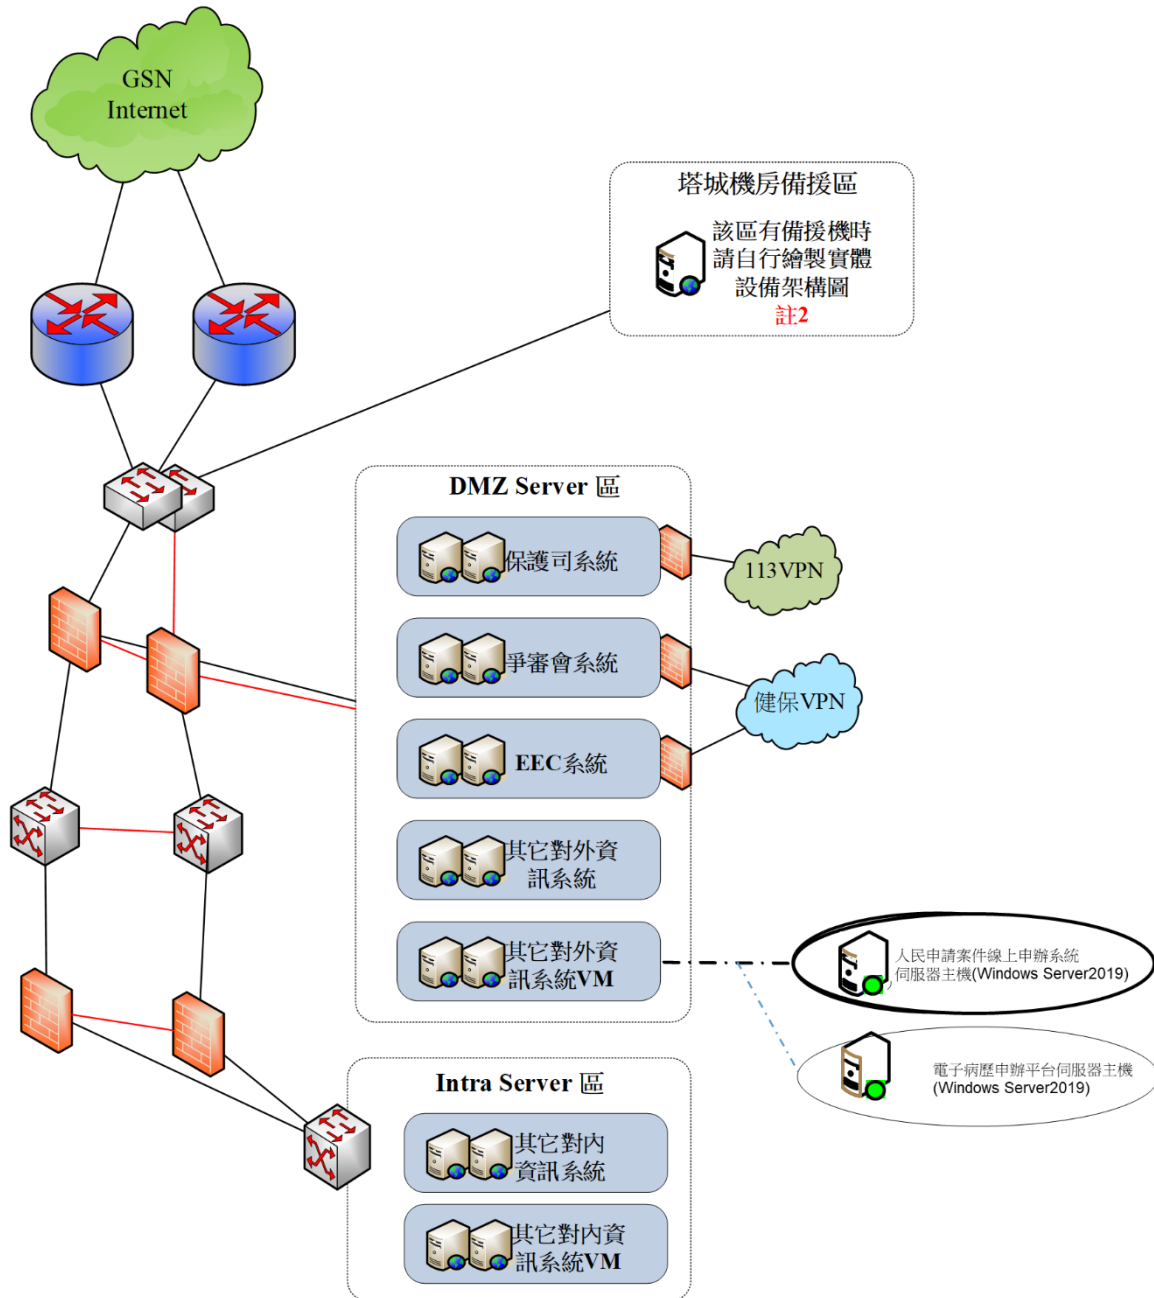 GSN
Internet
塔城機房備援區
該區有備援機時
請自行繪製實體
設備架構圖
註2
DMZ Server 區
保護司系統
113VPN
爭審會系統
健保VPN
EEC系統
其它對外資
訊系統
其它對外資
訊系統VM
人民申請案件線上申辦系統
伺服器主機(Windows Server2019)
電子病歷申辦平台伺服器主機
(Windows Server2019)
Intra Server 區
其它對內
資訊系統
其它對內資
訊系統VM